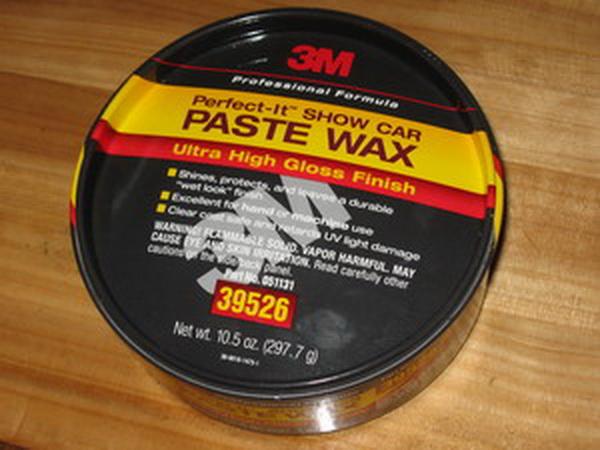 3M
Professional Formula
Perfect-It™ SHOW CAR
PASTE WAX
Ultra High Gloss Finish
Shines, protects, and leaves a durable
"wet look" finish
Excellent for hand or machine use
Clear coat safe and retards UV light damage
WARNING! FLAMMABLE SOLID, VAPOR HARMFUL. MAY
CAUSE EYE AND SKIN IRRITATION. Read carefully other
cautions on the side/back panel.
Part No. 051131
39526
Net wt. 10.5 oz. (297.7 g)
3M